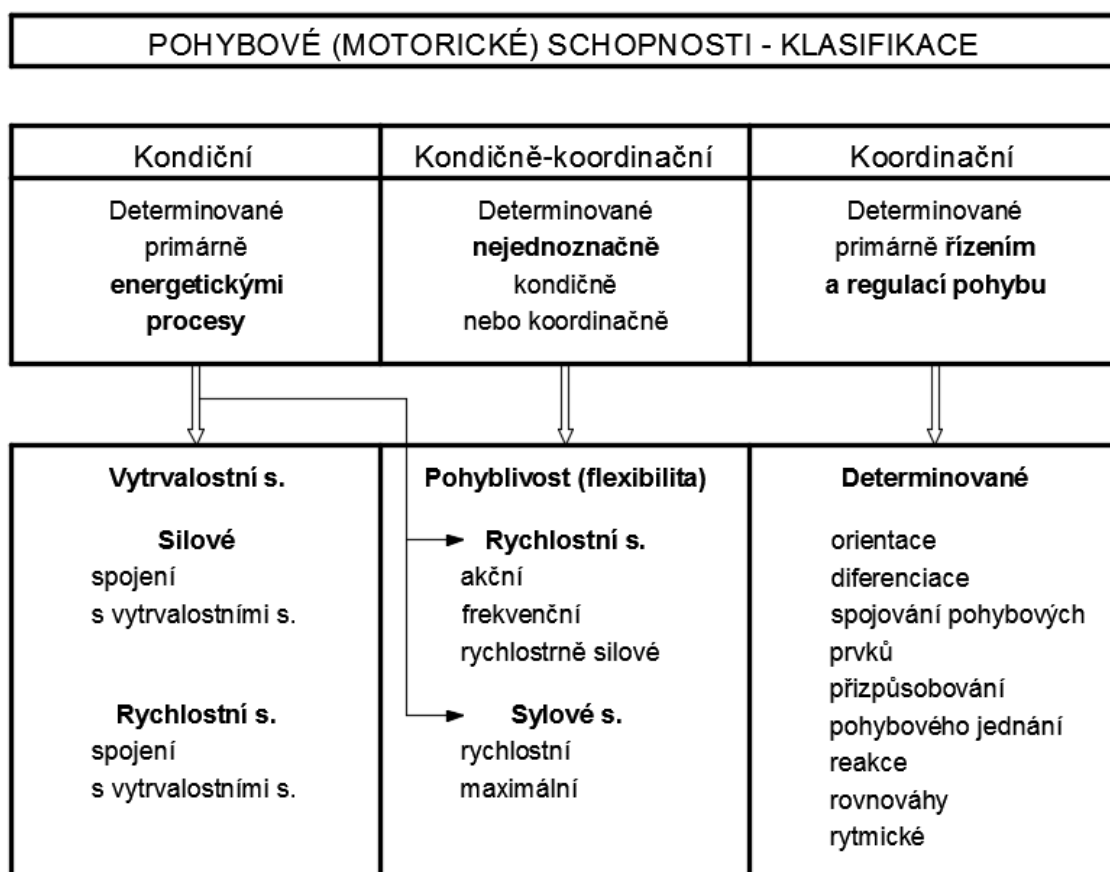 POHYBOVÉ (MOTORICKÉ) SCHOPNOSTI - KLASIFIKACE
Kondiční
Determinované
primárně
energetickými
procesy
Kondičně-koordinační
Determinované
nejednoznačně
kondičně
nebo koordinačně
Koordinační
Determinované
primárně řízením
a regulací pohybu
Vytrvalostní s.
Silové
spojení
s vytrvalostními s.
Rychlostní s.
spojení
s vytrvalostními s.
Pohyblivost (flexibilita)
Rychlostní s.
akční
frekvenční
rychlostrně silové
Sylové s.
rychlostní
maximální
Determinované
orientace
diferenciace
spojování pohybových
prvků
přizpůsobování
pohybového jednání
reakce
rovnováhy
rytmické